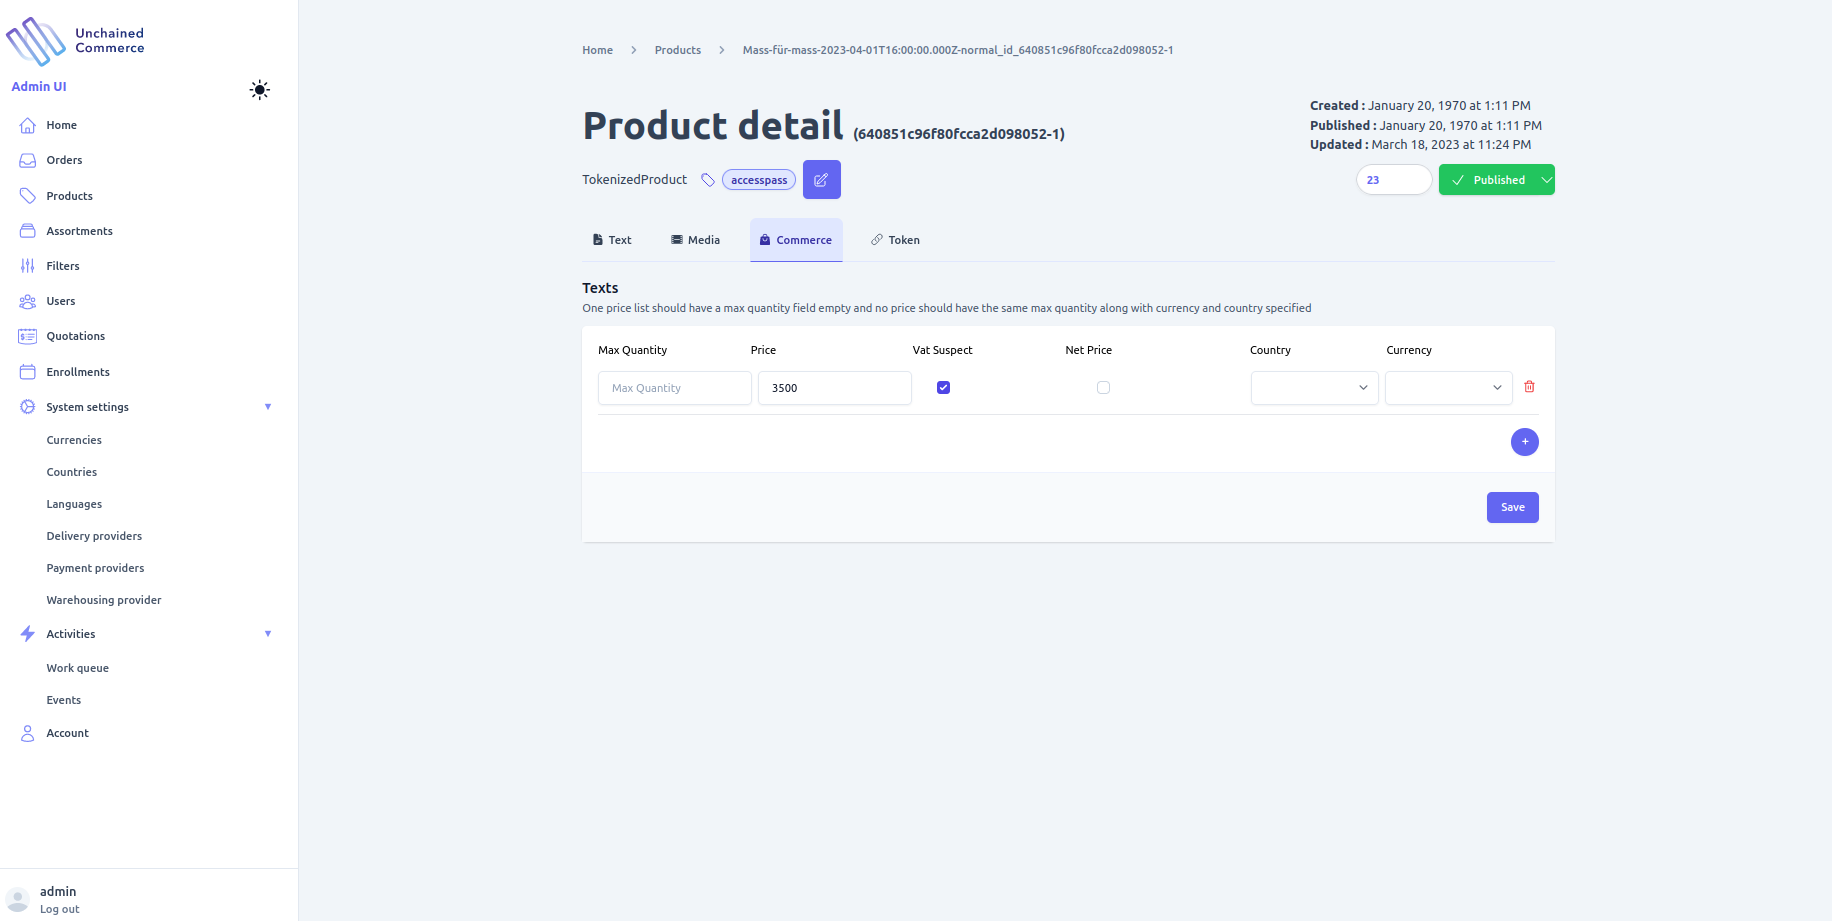 Unchained
Commerce
Admin UI
Home
Orders
Products
Assortments
Filters
Users
Quotations
Enrollments
System settings
Currencies
Countries
Languages
Delivery providers
Payment providers
Warehousing provider
Activities
Work queue
Events
Account
admin
Log out
Home > Products > Mass-für-mass-2023-04-01T16:00:00.000Z-normal_id_640851c96f80fcca2d098052-1
Product detail (640851c96f80fcca2d098052-1)
Created : January 20, 1970 at 1:11 PM
Published : January 20, 1970 at 1:11 PM
Updated : March 18, 2023 at 11:24 PM
TokenizedProduct accesspass
23 Published
Text Media Commerce Token
Texts
One price list should have a max quantity field empty and no price should have the same max quantity along with currency and country specified
Max Quantity Price Vat Suspect Net Price Country Currency
Max Quantity 3500
+
Save